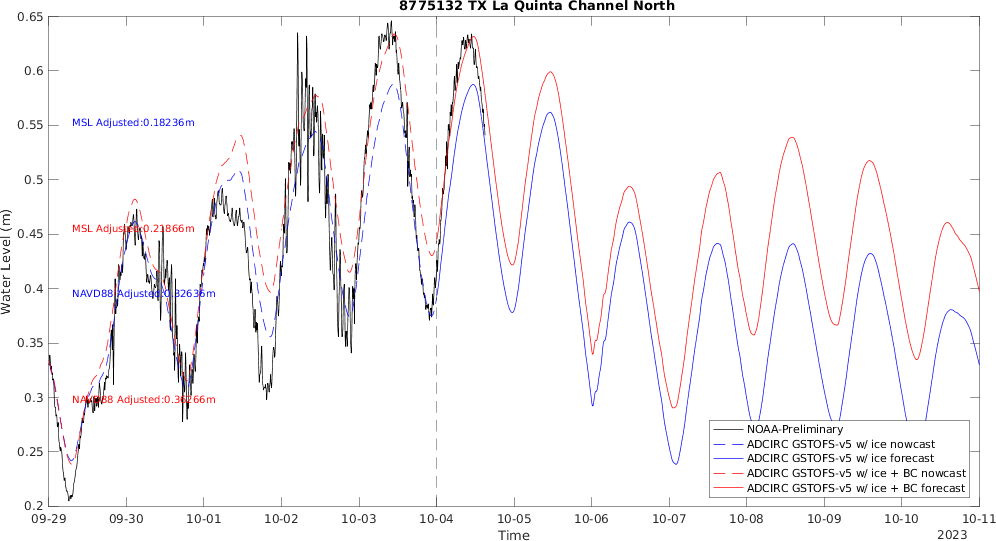 8775132 TX La Quinta Channel North
0.65
0.6
0.55
0.5
0.45
0.4
0.35
0.3
0.25
0.2
Water Level (m)
MSL Adjusted:0.18236m
MSL Adjusted:0.21866m
NAVD88 Adjusted:0.32636m
NAVD88 Adjusted:0.36266m
NOAA-Preliminary
ADCIRC GSTOFS-v5 w/ ice nowcast
ADCIRC GSTOFS-v5 w/ ice forecast
ADCIRC GSTOFS-v5 w/ ice + BC nowcast
ADCIRC GSTOFS-v5 w/ ice + BC forecast
09-29 09-30 10-01 10-02 10-03 10-04 10-05 10-06 10-07 10-08 10-09 10-10 10-11
Time
2023